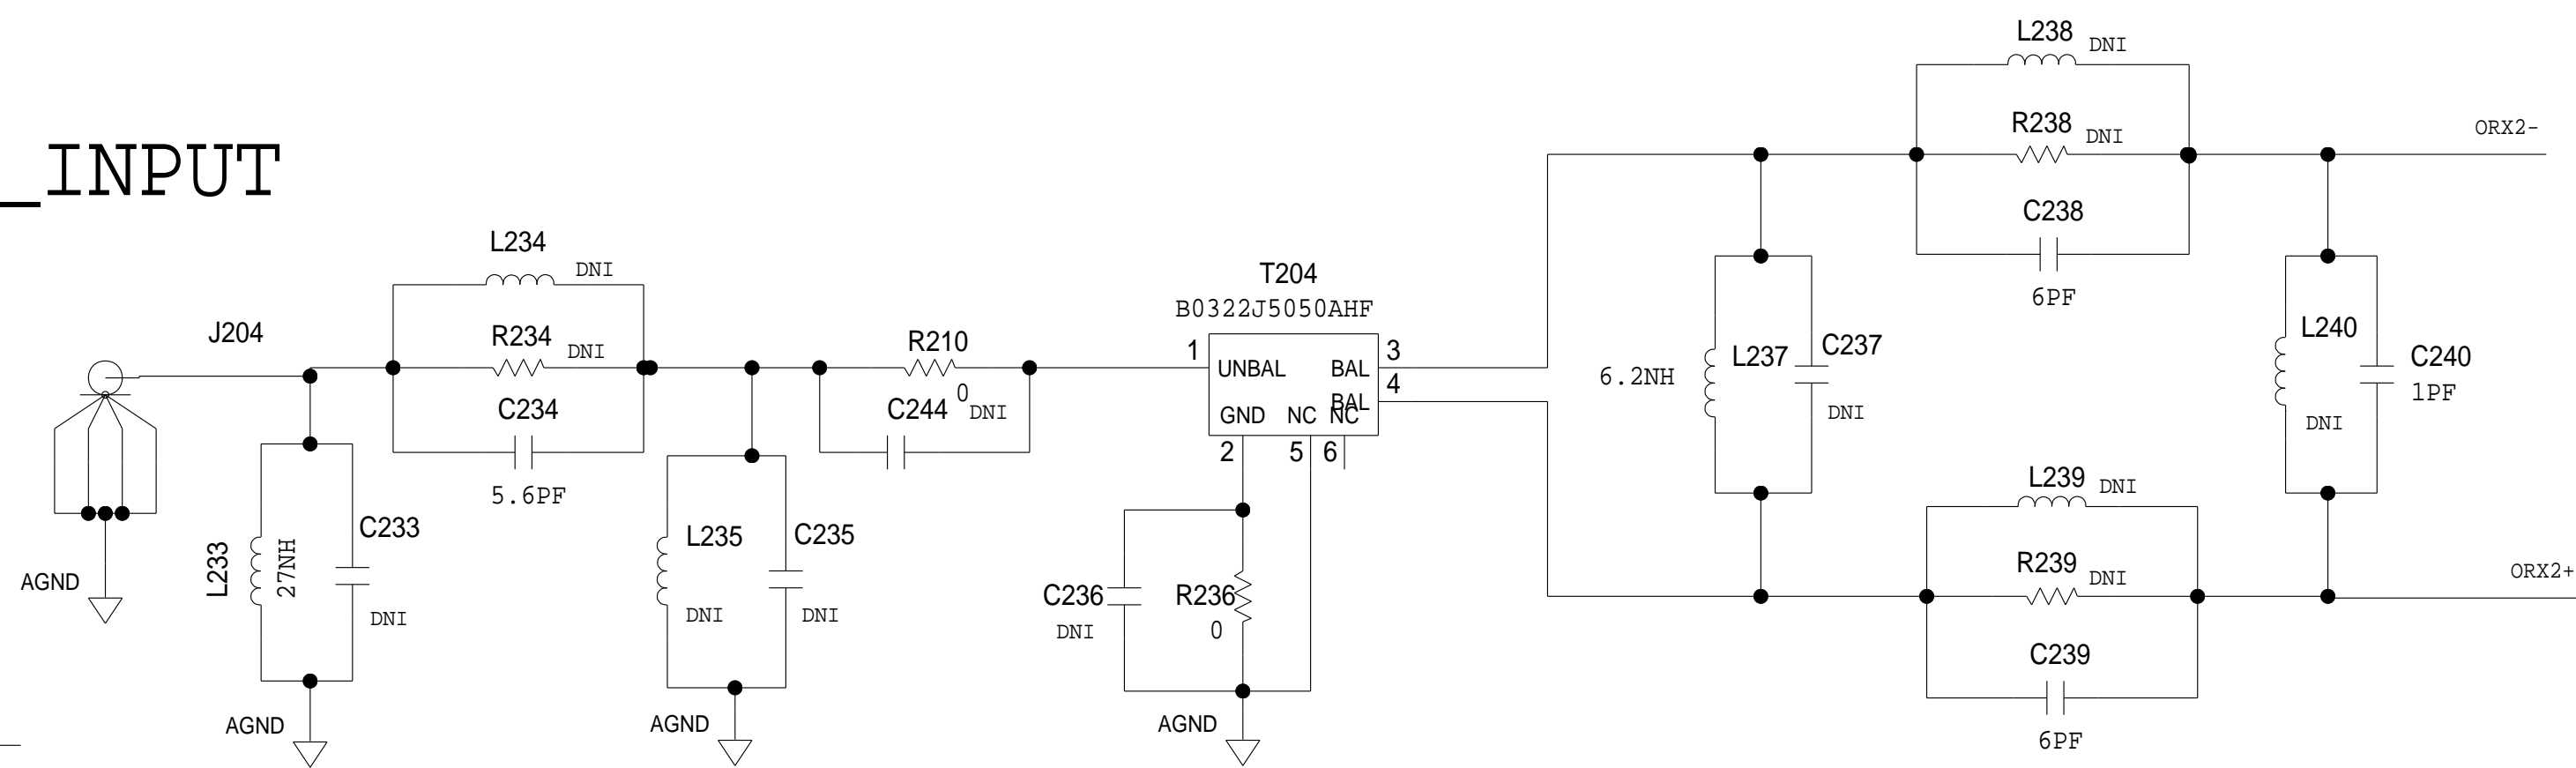 _INPUT
J204
AGND
L233
27NH
C233
DNI
AGND
L234
DNI
R234
DNI
C234
5.6PF
L235
DNI
C235
DNI
AGND
R210
0
C244
DNI
T204
B0322J5050AHF
1
UNBAL
BAL
3
4
BAL
GND
NC
NC
2
5
6
C236
DNI
R236
0
AGND
L238
DNI
R238
DNI
C238
6PF
6.2NH
L237
C237
DNI
L239
DNI
R239
DNI
C239
6PF
L240
DNI
C240
1PF
ORX2-
ORX2+